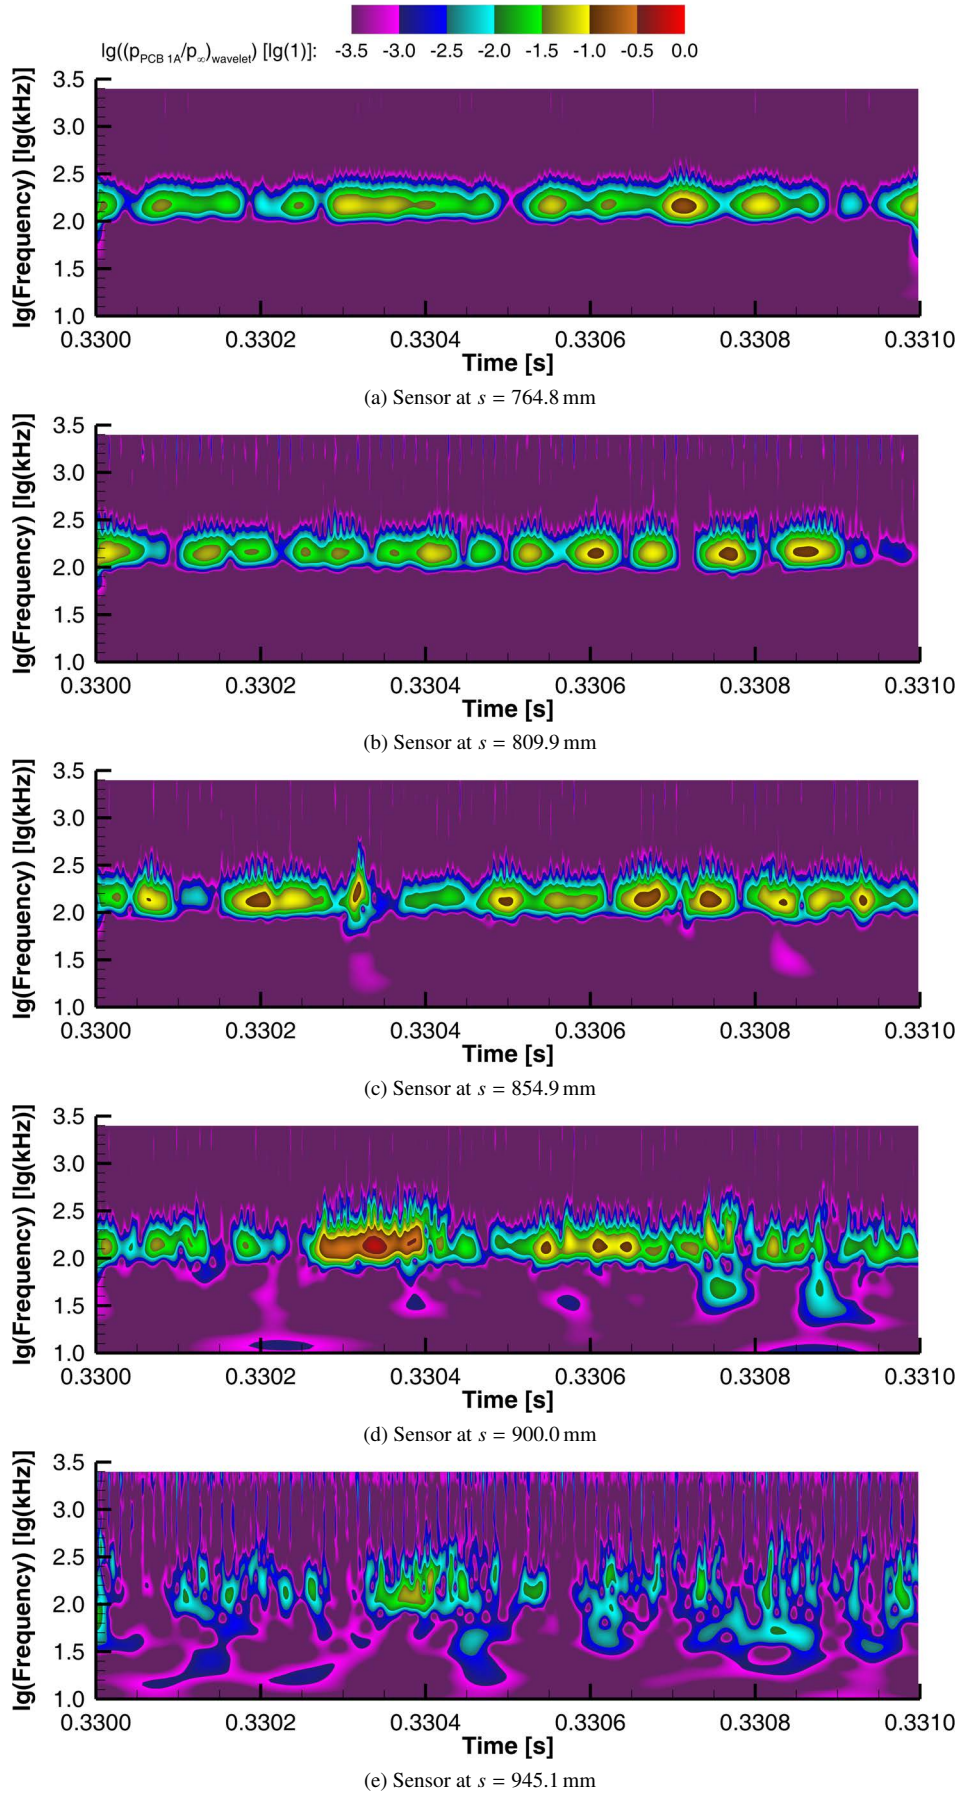 lg((p_PCB 1A/p_∞)_wavelet) [lg(1)]: -3.5 -3.0 -2.5 -2.0 -1.5 -1.0 -0.5 0.0
lg(Frequency) [lg(kHz)]
3.5
3.0
2.5
2.0
1.5
1.0
0.3300 0.3302 0.3304 0.3306 0.3308 0.3310
Time [s]
(a) Sensor at s = 764.8 mm
lg(Frequency) [lg(kHz)]
3.5
3.0
2.5
2.0
1.5
1.0
0.3300 0.3302 0.3304 0.3306 0.3308 0.3310
Time [s]
(b) Sensor at s = 809.9 mm
lg(Frequency) [lg(kHz)]
3.5
3.0
2.5
2.0
1.5
1.0
0.3300 0.3302 0.3304 0.3306 0.3308 0.3310
Time [s]
(c) Sensor at s = 854.9 mm
lg(Frequency) [lg(kHz)]
3.5
3.0
2.5
2.0
1.5
1.0
0.3300 0.3302 0.3304 0.3306 0.3308 0.3310
Time [s]
(d) Sensor at s = 900.0 mm
lg(Frequency) [lg(kHz)]
3.5
3.0
2.5
2.0
1.5
1.0
0.3300 0.3302 0.3304 0.3306 0.3308 0.3310
Time [s]
(e) Sensor at s = 945.1 mm